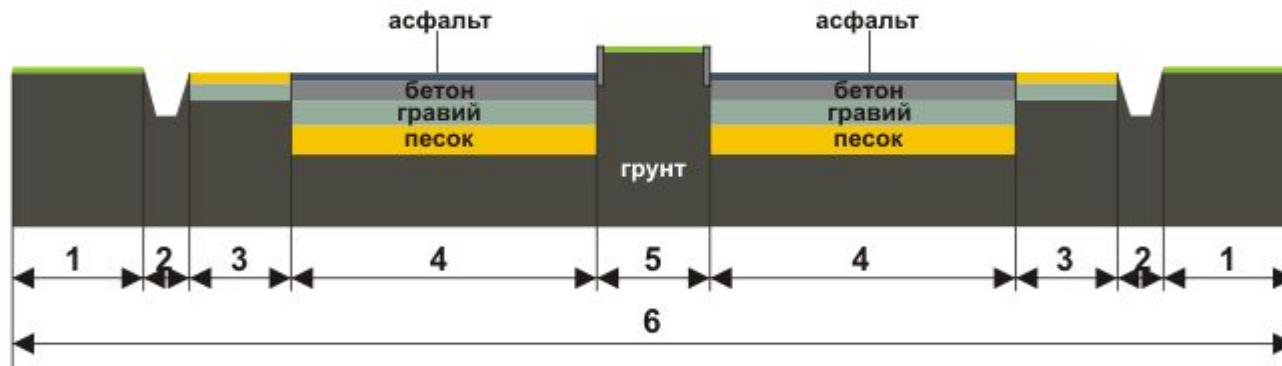 асфальт асфальт
бетон бетон
гравий гравий
песок песок
грунт
1 2 3 4 5 4 3 2 1
6